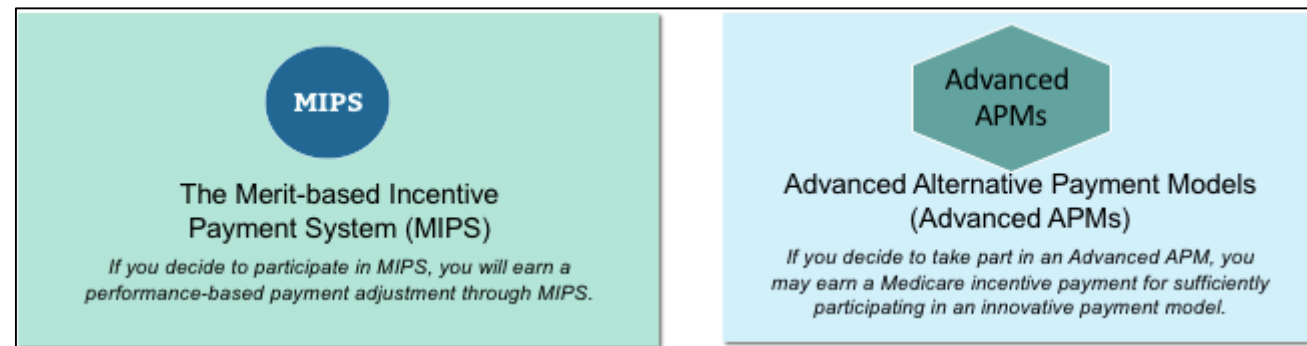 MIPS
The Merit-based Incentive
Payment System (MIPS)
If you decide to participate in MIPS, you will earn a
performance-based payment adjustment through MIPS.
Advanced
APMs
Advanced Alternative Payment Models
(Advanced APMs)
If you decide to take part in an Advanced APM, you
may earn a Medicare incentive payment for sufficiently
participating in an innovative payment model.